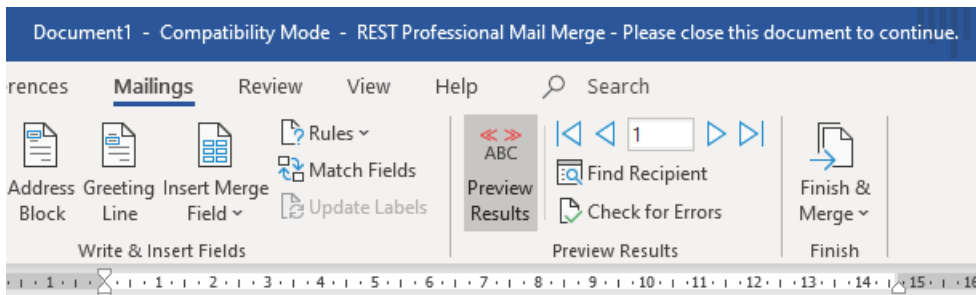 Document1 - Compatibility Mode - REST Professional Mail Merge - Please close this document to continue.
rences Mailings Review View Help Search
Address Block
Greeting Line
Insert Merge Field
Rules
Match Fields
Update Labels
Write & Insert Fields
ABC
Preview Results
1
Find Recipient
Check for Errors
Preview Results
Finish & Merge
Finish
1 1 2 3 4 5 6 7 8 9 10 11 12 13 14 15 16